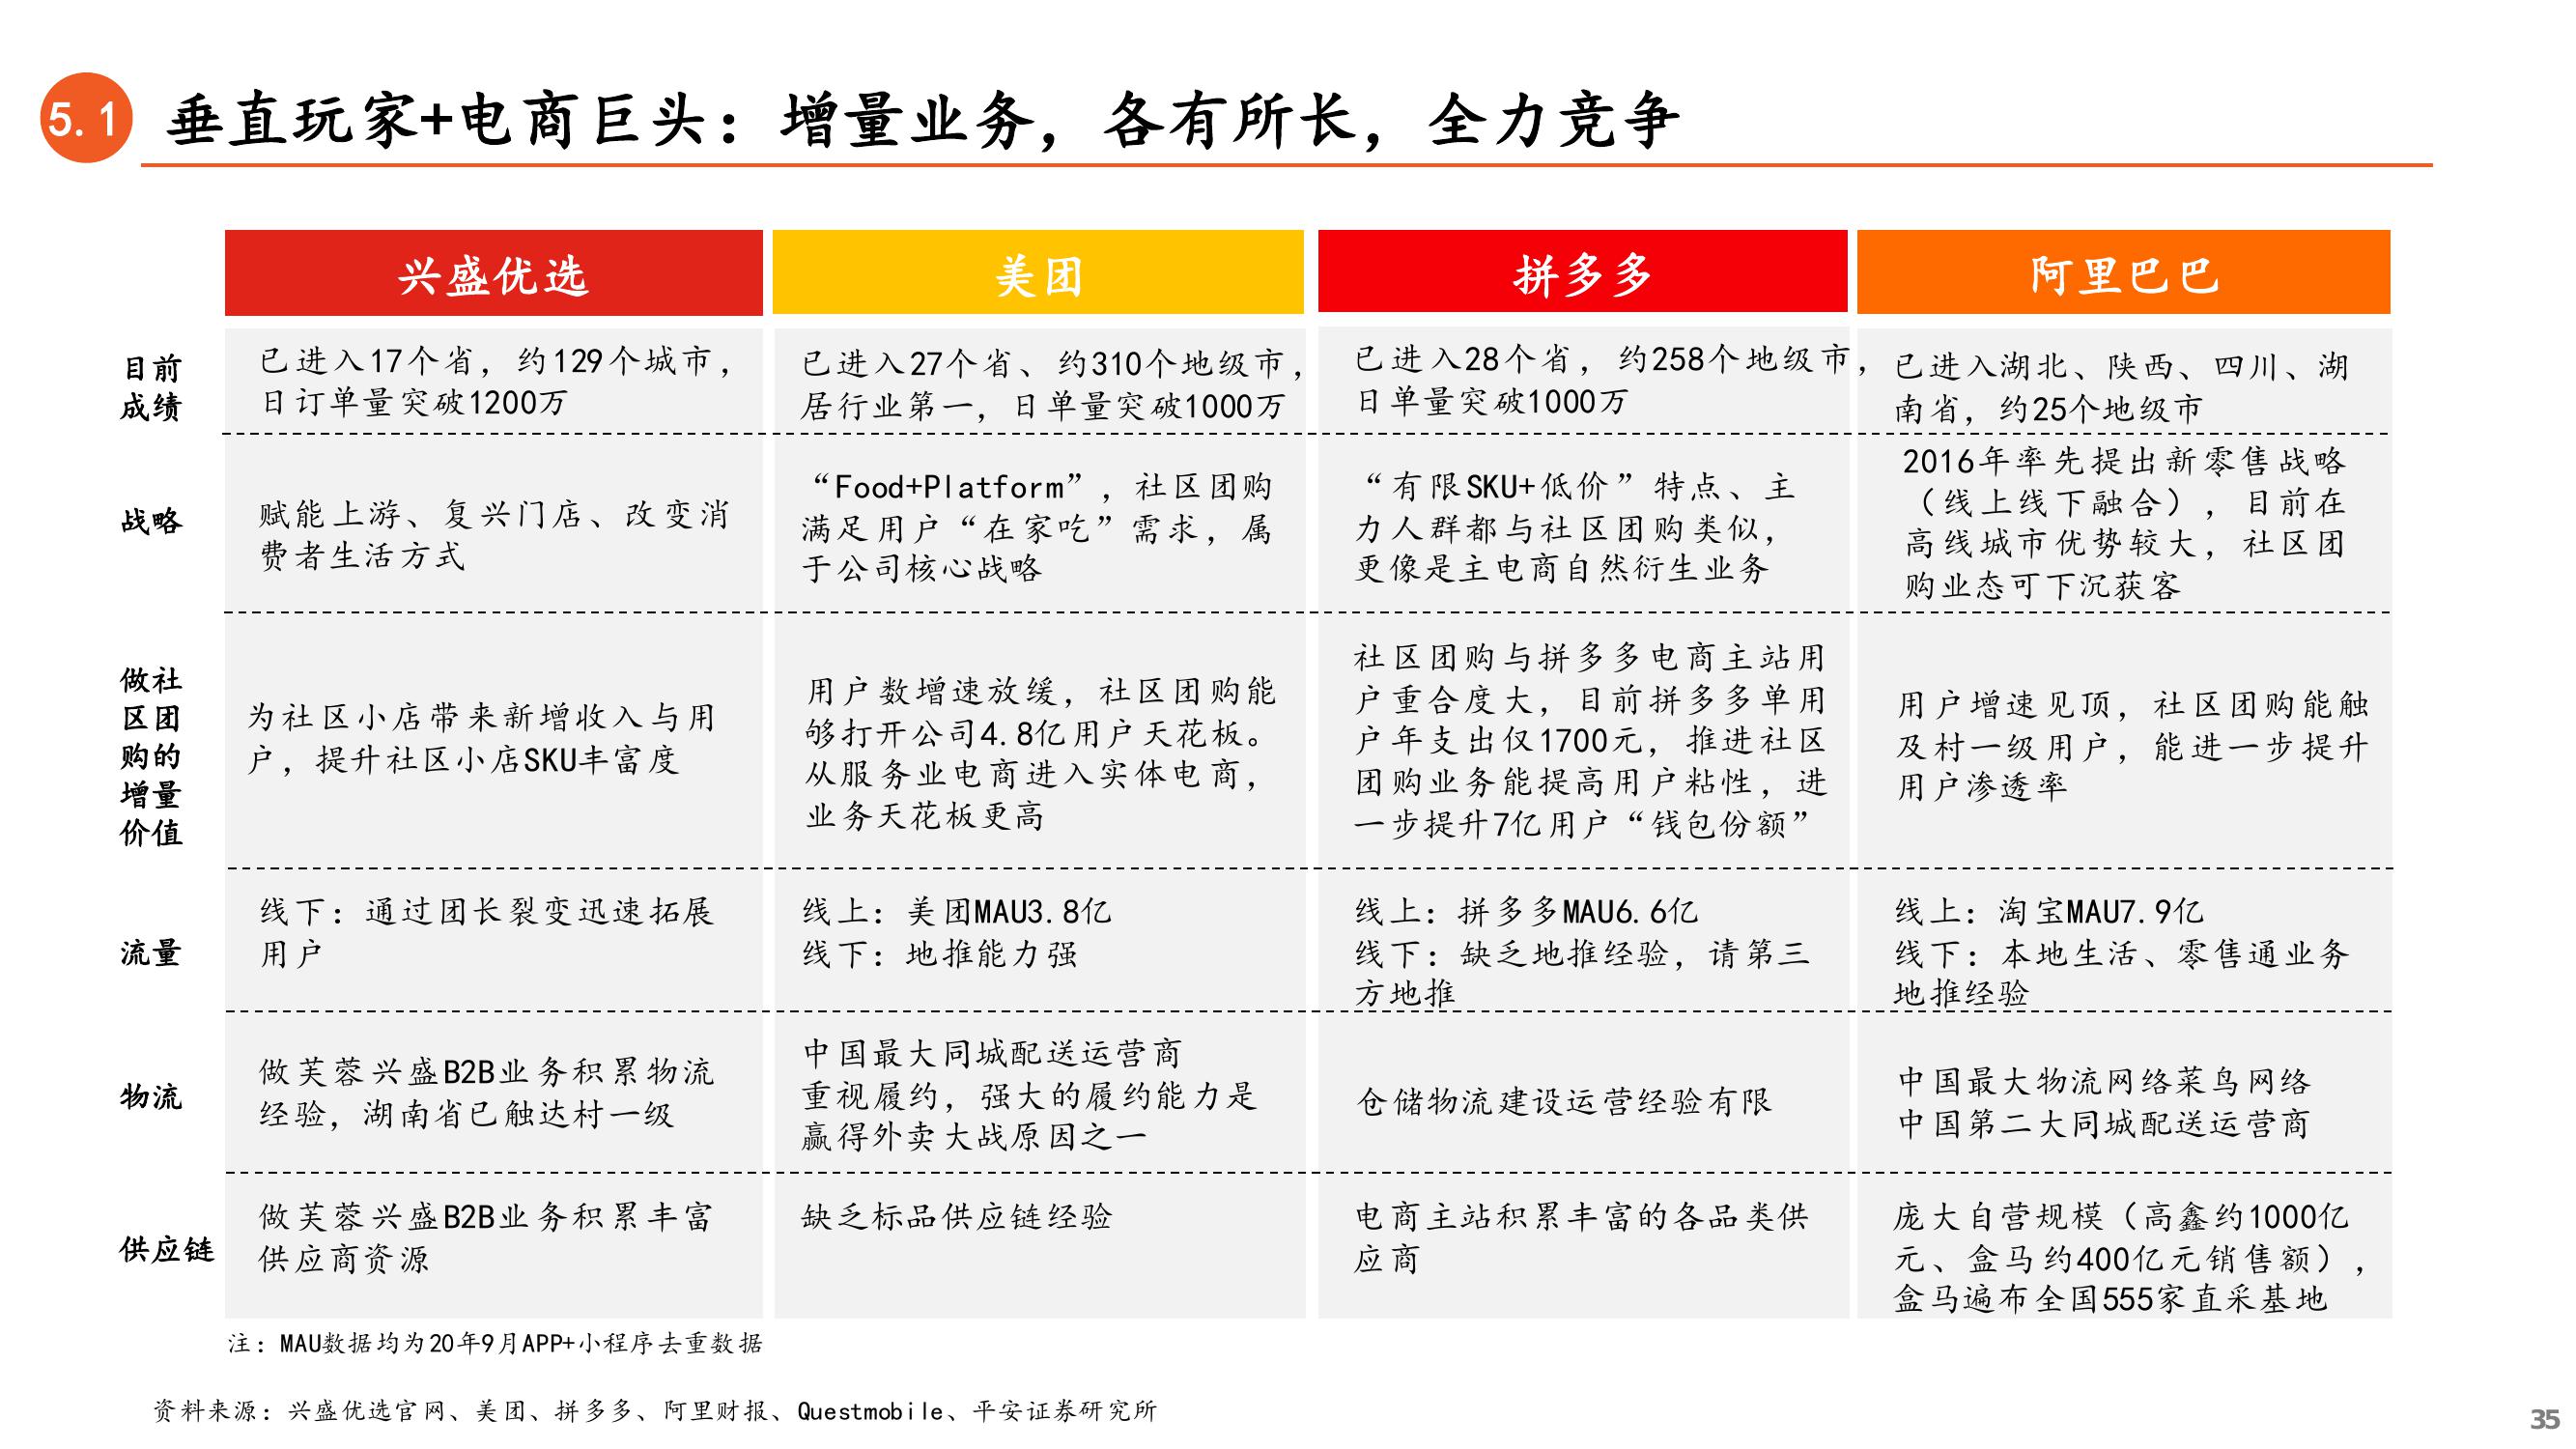 5.1 垂直玩家+电商巨头：增量业务，各有所长，全力竞争
兴盛优选
美团
拼多多
阿里巴巴
目前
成绩
已进入17个省，约129个城市，
日订单量突破1200万
已进入27个省、约310个地级市，
居行业第一，日单量突破1000万
已进入28个省，约258个地级市，
日单量突破1000万
已进入湖北、陕西、四川、湖
南省，约25个地级市
战略
赋能上游、复兴门店、改变消
费者生活方式
“Food+Platform”，社区团购
满足用户“在家吃”需求，属
于公司核心战略
“有限SKU+低价”特点、主
力人群都与社区团购类似，
更像是主电商自然衍生业务
2016年率先提出新零售战略
（线上线下融合），目前在
高线城市优势较大，社区团
购业态可下沉获客
做社
区团
购的
增量
价值
为社区小店带来新增收入与用
户，提升社区小店SKU丰富度
用户数增速放缓，社区团购能
够打开公司4.8亿用户天花板。
从服务业电商进入实体电商，
业务天花板更高
社区团购与拼多多电商主站用
户重合度大，目前拼多多单用
户年支出仅1700元，推进社区
团购业务能提高用户粘性，进
一步提升7亿用户“钱包份额”
用户增速见顶，社区团购能触
及村一级用户，能进一步提升
用户渗透率
流量
线下：通过团长裂变迅速拓展
用户
线上：美团MAU3.8亿
线下：地推能力强
线上：拼多多MAU6.6亿
线下：缺乏地推经验，请第三
方地推
线上：淘宝MAU7.9亿
线下：本地生活、零售通业务
地推经验
物流
做芙蓉兴盛B2B业务积累物流
经验，湖南省已触达村一级
中国最大同城配送运营商
重视履约，强大的履约能力是
赢得外卖大战原因之一
仓储物流建设运营经验有限
中国最大物流网络菜鸟网络
中国第二大同城配送运营商
供应链
做芙蓉兴盛B2B业务积累丰富
供应商资源
缺乏标品供应链经验
电商主站积累丰富的各品类供
应商
庞大自营规模（高鑫约1000亿
元、盒马约400亿元销售额），
盒马遍布全国555家直采基地
注：MAU数据均为20年9月APP+小程序去重数据
资料来源：兴盛优选官网、美团、拼多多、阿里财报、Questmobile、平安证券研究所
35